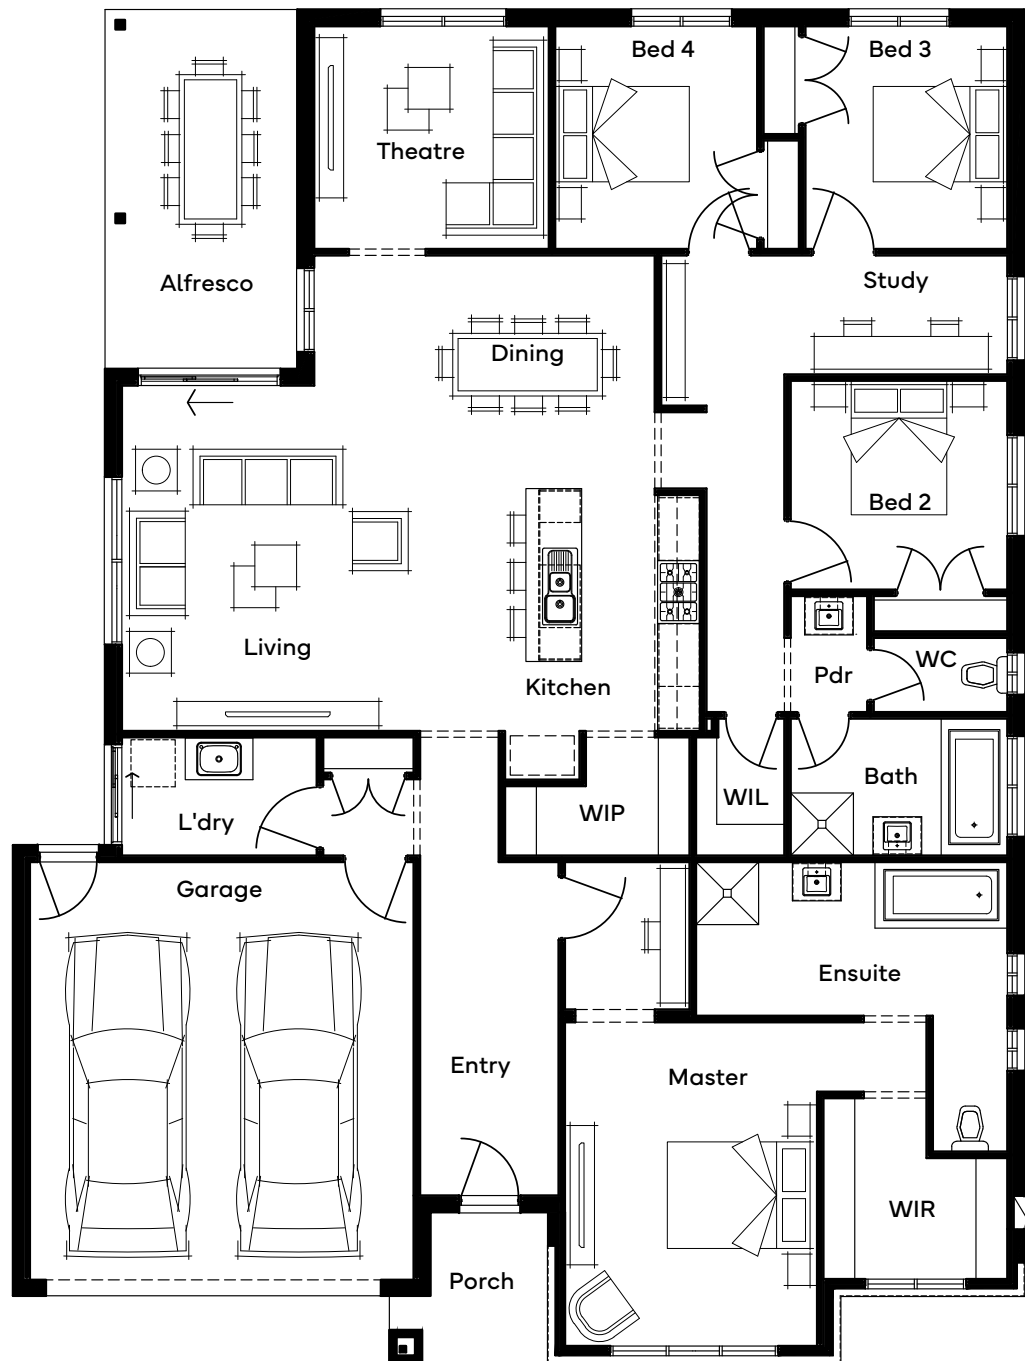 Bed 4
Bed 3
Theatre
Alfresco
Study
Dining
Bed 2
Living
WC
Pdr
Kitchen
Bath
WIL
WIP
L'dry
Garage
Ensuite
Entry
Master
WIR
Porch